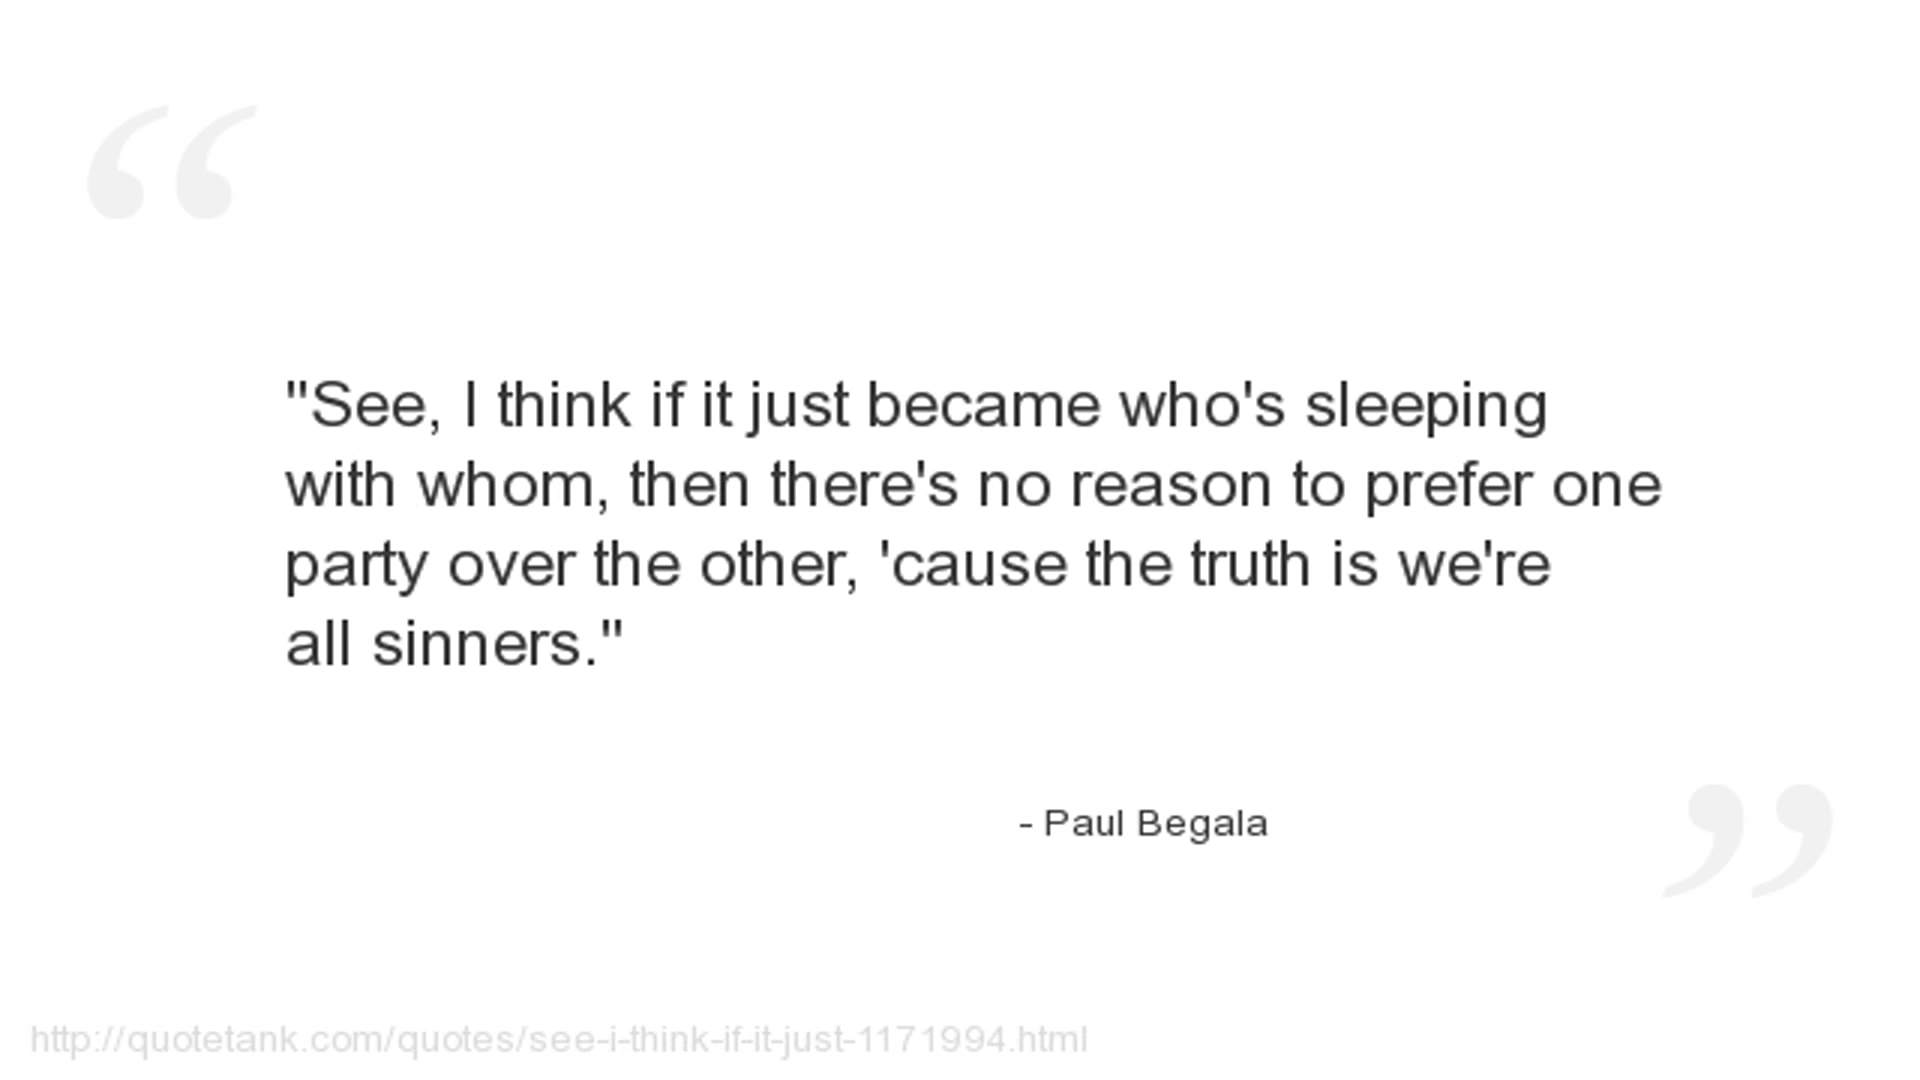 "See, I think if it just became who's sleeping
with whom, then there's no reason to prefer one
party over the other, 'cause the truth is we're
all sinners."
- Paul Begala
http://quotetank.com/quotes/see-i-think-if-it-just-1171994.html